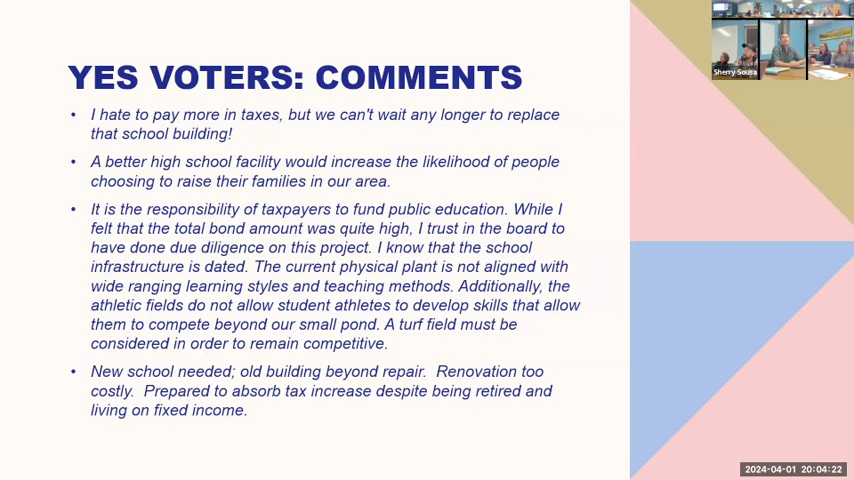 YES VOTERS: COMMENTS
• I hate to pay more in taxes, but we can't wait any longer to replace
that school building!
• A better high school facility would increase the likelihood of people
choosing to raise their families in our area.
• It is the responsibility of taxpayers to fund public education. While I
felt that the total bond amount was quite high, I trust in the board to
have done due diligence on this project. I know that the school
infrastructure is dated. The current physical plant is not aligned with
wide ranging learning styles and teaching methods. Additionally, the
athletic fields do not allow student athletes to develop skills that allow
them to compete beyond our small pond. A turf field must be
considered in order to remain competitive.
• New school needed; old building beyond repair.  Renovation too
costly.  Prepared to absorb tax increase despite being retired and
living on fixed income.
Sherry Sousa
2024-04-01 20:04:22